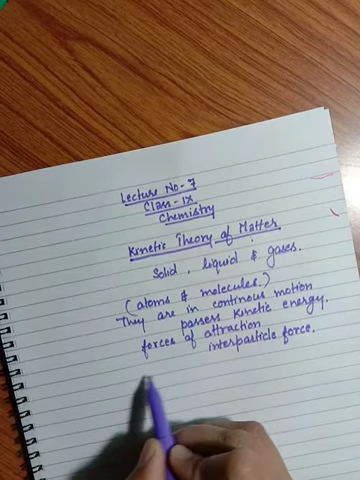 Lecture No-7
Class-IX
Chemistry
Kinetic Theory of Matter
Solid, liquid & gases.
(atoms & molecules.)
They are in continous motion
possess kinetic energy.
forces of attraction
interparticle force.